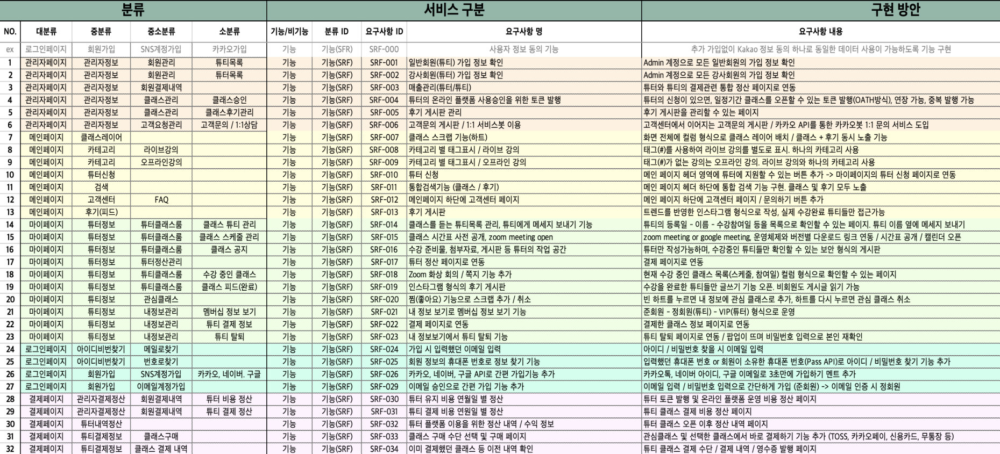 분류 서비스 구분 구현 방안
NO. 대분류 중분류 중소분류 소분류 기능/비기능 분류 ID 요구사항 ID 요구사항 명 요구사항 내용
ex 로그인페이지 회원가입 SNS계정가입 카카오가입 기능 기능(SFR) SRF-000 사용자 정보 동의 기능 추가 가입없이 Kakao 정보 동의 하나로 동일한 데이터 사용이 가능하도록 기능 구현
1 관리자페이지 관리자정보 회원관리 튜티목록 기능 기능(SRF) SRF-001 일반회원(튜티) 가입 정보 확인 Admin 계정으로 모든 일반회원의 가입 정보 확인
2 관리자페이지 관리자정보 회원관리 튜터목록 기능 기능(SRF) SRF-002 강사회원(튜터) 가입 정보 확인 Admin 계정으로 모든 강사회원의 가입 정보 확인
3 관리자페이지 관리자정보 회원결제내역 기능 기능(SRF) SRF-003 매출관리(튜터/튜티) 튜터와 튜티의 결제관련 통합 정산 페이지로 연동
4 관리자페이지 관리자정보 클래스관리 클래스승인 기능 기능(SRF) SRF-004 튜터의 온라인 플랫폼 사용승인을 위한 토큰 발행 튜터의 신청이 있으면, 일정기간 클래스를 오픈할 수 있는 토큰 발행(OATH방식), 연장 가능, 중복 발행 가능
5 관리자페이지 관리자정보 클래스관리 클래스후기관리 기능 기능(SRF) SRF-005 후기 게시판 관리 후기 게시판을 관리할 수 있는 페이지
6 관리자페이지 관리자정보 고객요청관리 고객문의 / 1:1상담 기능 기능(SRF) SRF-006 고객문의 게시판 / 1:1 서비스봇 이용 고객센터에서 이어지는 고객문의 게시판 / 카카오 API를 통한 카카오봇 1:1 문의 서비스 도입
7 메인페이지 클래스레이어 기능 기능(SRF) SRF-007 클래스 스크랩 기능(하트) 화면 전체에 컬럼 형식으로 클래스 레이어 배치 / 클래스 + 후기 동시 노출 기능
8 메인페이지 카테고리 라이브강의 기능 기능(SRF) SRF-008 카테고리 별 태그표시 / 라이브 강의 태그(#)를 사용하여 라이브 강의를 별도로 표시. 하나의 카테고리 사용
9 메인페이지 카테고리 오프라인강의 기능 기능(SRF) SRF-009 카테고리 별 태그표시 / 오프라인 강의 태그(#)가 없는 강의는 오프라인 강의. 라이브 강의와 하나의 카테고리 사용
10 메인페이지 튜터신청 기능 기능(SRF) SRF-010 튜터 신청 메인 페이지 헤더 영역에 튜터에 지원할 수 있는 버튼 추가 -> 마이페이지의 튜터 신청 페이지로 연동
11 메인페이지 검색 기능 기능(SRF) SRF-011 통합검색기능 (클래스 / 후기) 메인 페이지 헤더 하단에 통합 검색 기능 구현. 클래스 및 후기 모두 노출
12 메인페이지 고객센터 FAQ 기능 기능(SRF) SRF-012 메인페이지 하단에 고객센터 페이지 메인 페이지 하단에 고객센터 페이지 / 문의하기 버튼 추가
13 메인페이지 후기(피드) 기능 기능(SRF) SRF-013 후기 게시판 트렌드를 반영한 인스타그램 형식으로 작성, 실제 수강완료 튜티들만 접근가능
14 마이페이지 튜터정보 튜터클래스룸 클래스 튜티 관리 기능 기능(SRF) SRF-014 클래스를 듣는 튜티목록 관리, 튜티에게 메세지 보내기 기능 튜티의 등록일 - 이름 - 수강참여일 등을 목록으로 확인할 수 있는 페이지. 튜티 이름 옆에 메세지 보내기
15 마이페이지 튜터정보 튜터클래스룸 클래스 스케줄 관리 기능 기능(SRF) SRF-015 클래스 시간표 사전 공개, zoom meeting open zoom meeting or google meeting, 운영체제와 버전별 다운로드 링크 연동 / 시간표 공개 / 캘린더 오픈
16 마이페이지 튜터정보 튜터클래스룸 클래스 공지 기능 기능(SRF) SRF-016 수강 준비물, 첨부자료, 게시판 등 튜터의 작업 공간 튜터만 작성가능하며, 수강중인 튜티들만 확인할 수 있는 보안 형식의 게시판
17 마이페이지 튜터정보 튜터정산관리 기능 기능(SRF) SRF-017 튜터 정산 페이지로 연동 결제 페이지로 연동
18 마이페이지 튜티정보 튜티클래스룸 수강 중인 클래스 기능 기능(SRF) SRF-018 Zoom 화상 회의 / 쪽지 기능 추가 현재 수강 중인 클래스 목록(스케줄, 참여일) 컬럼 형식으로 확인할 수 있는 페이지
19 마이페이지 튜티정보 튜티클래스룸 클래스 피드(완료) 기능 기능(SRF) SRF-019 인스타그램 형식의 후기 게시판 수강을 완료한 튜티들만 글쓰기 기능 오픈. 비회원도 게시글 읽기 가능
20 마이페이지 튜티정보 관심클래스 기능 기능(SRF) SRF-020 찜(좋아요) 기능으로 스크랩 추가 / 취소 빈 하트를 누르면 내 정보에 관심 클래스로 추가, 하트를 다시 누르면 관심 클래스 취소
21 마이페이지 튜티정보 내정보관리 멤버십 정보 보기 기능 기능(SRF) SRF-021 내 정보 보기로 멤버십 정보 보기 기능 준회원 - 정회원(튜티) - VIP(튜터) 형식으로 운영
22 마이페이지 튜티정보 내정보관리 튜티 결제 정보 기능 기능(SRF) SRF-022 결제 페이지로 연동 결제한 클래스 정보 페이지로 연동
23 마이페이지 튜티정보 내정보관리 튜티 탈퇴 기능 기능(SRF) SRF-023 내 정보보기에서 튜티 탈퇴 기능 튜티 탈퇴 페이지로 연동 / 팝업이 뜨며 비밀번호 입력으로 본인 재확인
24 로그인페이지 아이디비번찾기 메일로찾기 기능 기능(SRF) SRF-024 가입 시 입력했던 이메일 입력 아이디 / 비밀번호 찾을 시 이메일 입력
25 로그인페이지 아이디비번찾기 번호로찾기 기능 기능(SRF) SRF-025 회원 정보의 휴대폰 번호로 정보 찾기 기능 입력했던 휴대폰 번호 or 회원이 소유한 휴대폰 번호(Pass API)로 아이디 / 비밀번호 찾기 기능 추가
26 로그인페이지 회원가입 SNS계정가입 카카오, 네이버. 구글 기능 기능(SRF) SRF-026 카카오, 네이버, 구글 API로 간편 가입기능 추가 카카오톡, 네이버 아이디, 구글 이메일로 3초만에 가입하기 멘트 추가
27 로그인페이지 회원가입 이메일계정가입 기능 기능(SRF) SRF-029 이메일 승인으로 간편 가입 기능 추가 이메일 입력 / 비밀번호 입력으로 간단하게 가입 (준회원) -> 이메일 인증 시 정회원
28 결제페이지 관리자결제정산 회원결제내역 튜터 비용 정산 기능 기능(SRF) SRF-030 튜터 유지 비용 연월일 별 정산 튜터 토큰 발행 및 온라인 플랫폼 운영 비용 정산 페이지
29 결제페이지 관리자결제정산 회원결제내역 튜티 결제 정산 기능 기능(SRF) SRF-031 튜티 결제 비용 연원일 별 정산 튜티 클래스 결제 비용 정산 페이지
30 결제페이지 튜터내역정산 기능 기능(SRF) SRF-032 튜터 플랫폼 이용을 위한 정산 내역 / 수익 정보 튜터 클래스 오픈 이후 정산 내역 페이지
31 결제페이지 튜티결제정보 클래스구매 기능 기능(SRF) SRF-033 클래스 구매 수단 선택 및 구매 페이지 관심클래스 및 선택한 클래스에서 바로 결제하기 기능 추가 (TOSS, 카카오페이, 신용카드, 무통장 등)
32 결제페이지 튜티결제정보 클래스 결제 내역 기능 기능(SRF) SRF-034 이미 결제했던 클래스 등 이전 내역 확인 튜티 클래스 결제 수단 / 결제 내역 / 영수증 발행 페이지